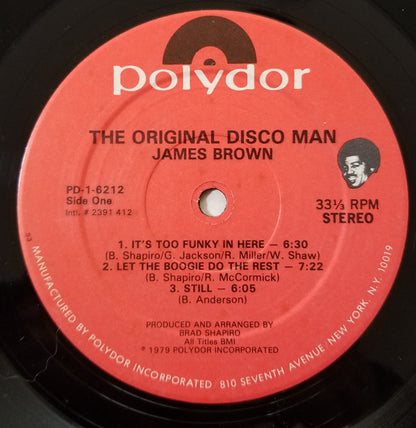 polydor
THE ORIGINAL DISCO MAN
JAMES BROWN
PD-1-6212
Side One
Intl. # 2391 412
33⅓ RPM
STEREO
1. IT'S TOO FUNKY IN HERE — 6:30
(B. Shapiro/G. Jackson/R. Miller/W. Shaw)
2. LET THE BOOGIE DO THE REST — 7:22
(B. Shapiro/R. McCormick)
3. STILL — 6:05
(B. Anderson)
PRODUCED AND ARRANGED BY
BRAD SHAPIRO
All Titles BMI
℗ 1979 POLYDOR INCORPORATED
MANUFACTURED BY POLYDOR INCORPORATED 810 SEVENTH AVENUE, NEW YORK, N.Y. 10019